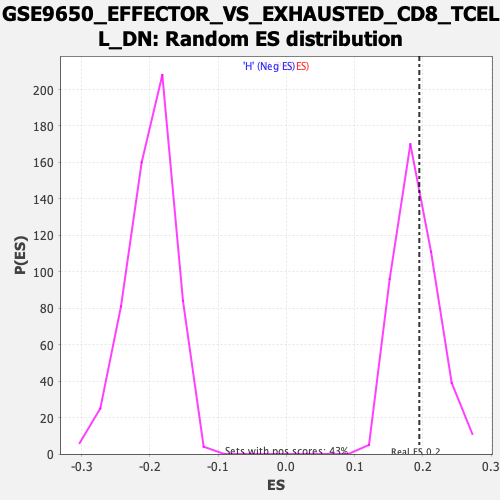 GSE9650_EFFECTOR_VS_EXHAUSTED_CD8_TCEL
L_DN: Random ES distribution
'H' (Neg ES)ES)
200
180
160
140
120
100
80
60
40
20
0
P(ES)
Sets with pos scores: 43%
Real ES 0.2
-0.3 -0.2 -0.1 0.0 0.1 0.2 0.3
ES